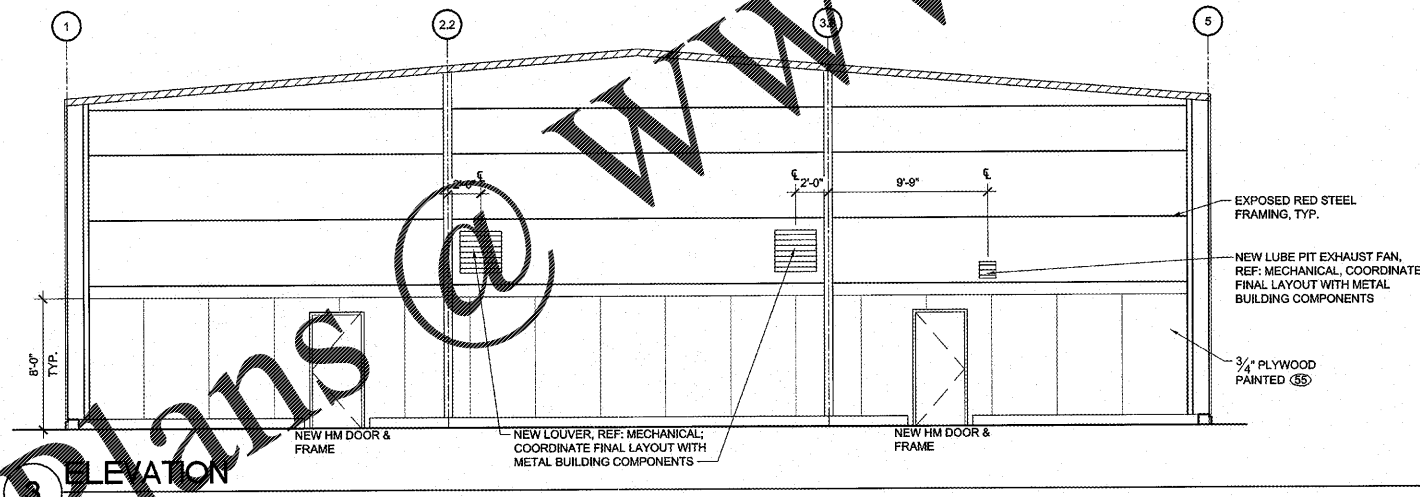 1
2.2
5
2'-0"
℄
℄
2'-0"
9'-9"
℄
EXPOSED RED STEEL
FRAMING, TYP.
NEW LUBE PIT EXHAUST FAN,
REF: MECHANICAL, COORDINATE
FINAL LAYOUT WITH METAL
BUILDING COMPONENTS
8'-0"
TYP.
3/4" PLYWOOD
PAINTED 55
NEW HM DOOR &
FRAME
NEW LOUVER, REF: MECHANICAL;
COORDINATE FINAL LAYOUT WITH
METAL BUILDING COMPONENTS
NEW HM DOOR &
FRAME
3
ELEVATION
Plans @ www